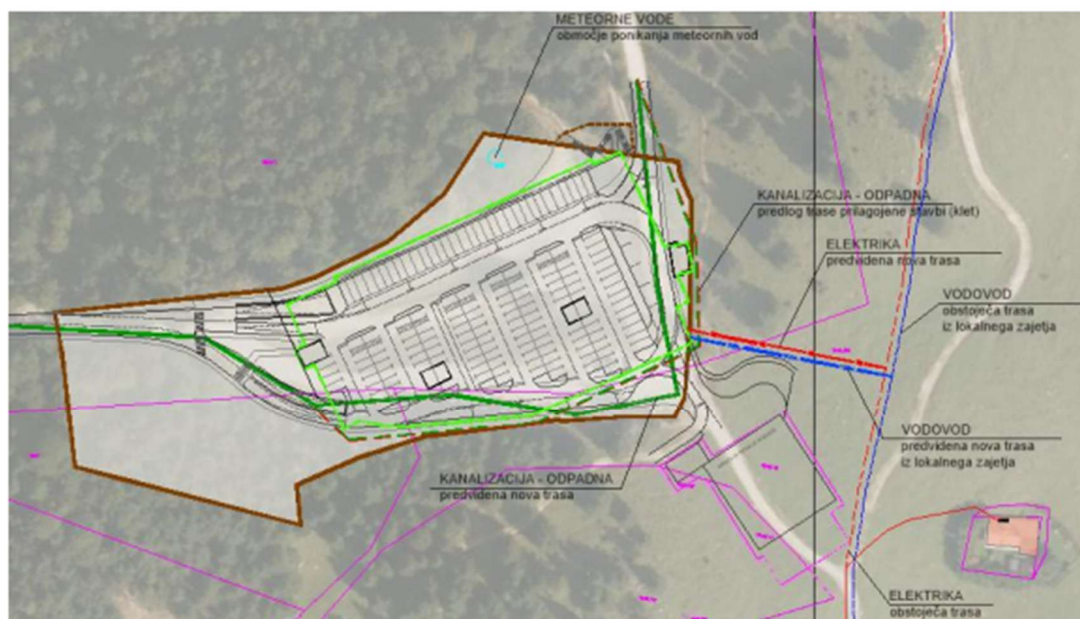 METEORNE VODE
območje ponikanja meteornih vod
KANALIZACIJA - ODPADNA
predlog trase prilagojene stavbi (klet)
ELEKTRIKA
predvidena nova trasa
VODOVOD
obstoječa trasa
iz lokalnega zajetja
VODOVOD
predvidena nova trasa
iz lokalnega zajetja
KANALIZACIJA - ODPADNA
predvidena nova trasa
ELEKTRIKA
obstoječa trasa